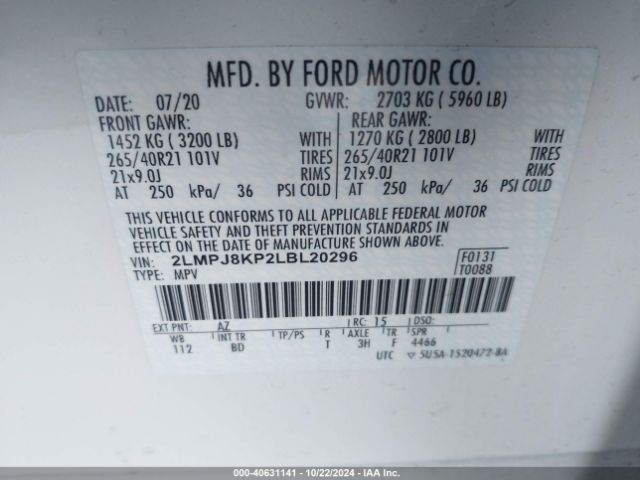 MFD. BY FORD MOTOR CO.
DATE: 07/20 GVWR: 2703 KG ( 5960 LB)
FRONT GAWR: REAR GAWR:
1452 KG ( 3200 LB) WITH 1270 KG ( 2800 LB) WITH
265/40R21 101V TIRES 265/40R21 101V TIRES
21x9.0J RIMS 21x9.0J RIMS
AT 250 kPa/ 36 PSI COLD AT 250 kPa/ 36 PSI COLD
THIS VEHICLE CONFORMS TO ALL APPLICABLE FEDERAL MOTOR
VEHICLE SAFETY AND THEFT PREVENTION STANDARDS IN
EFFECT ON THE DATE OF MANUFACTURE SHOWN ABOVE.
VIN: 2LMPJ8KP2LBL20296 F0131
TYPE: MPV T0088
EXT PNT: AZ RC: 15 DSO:
WB INT TR TP/PS R AXLE TR SPR
112 BD T 3H F 4466
UTC ▽ 5U5A-1520472-BA
000-40631141 - 10/22/2024 - IAA Inc.